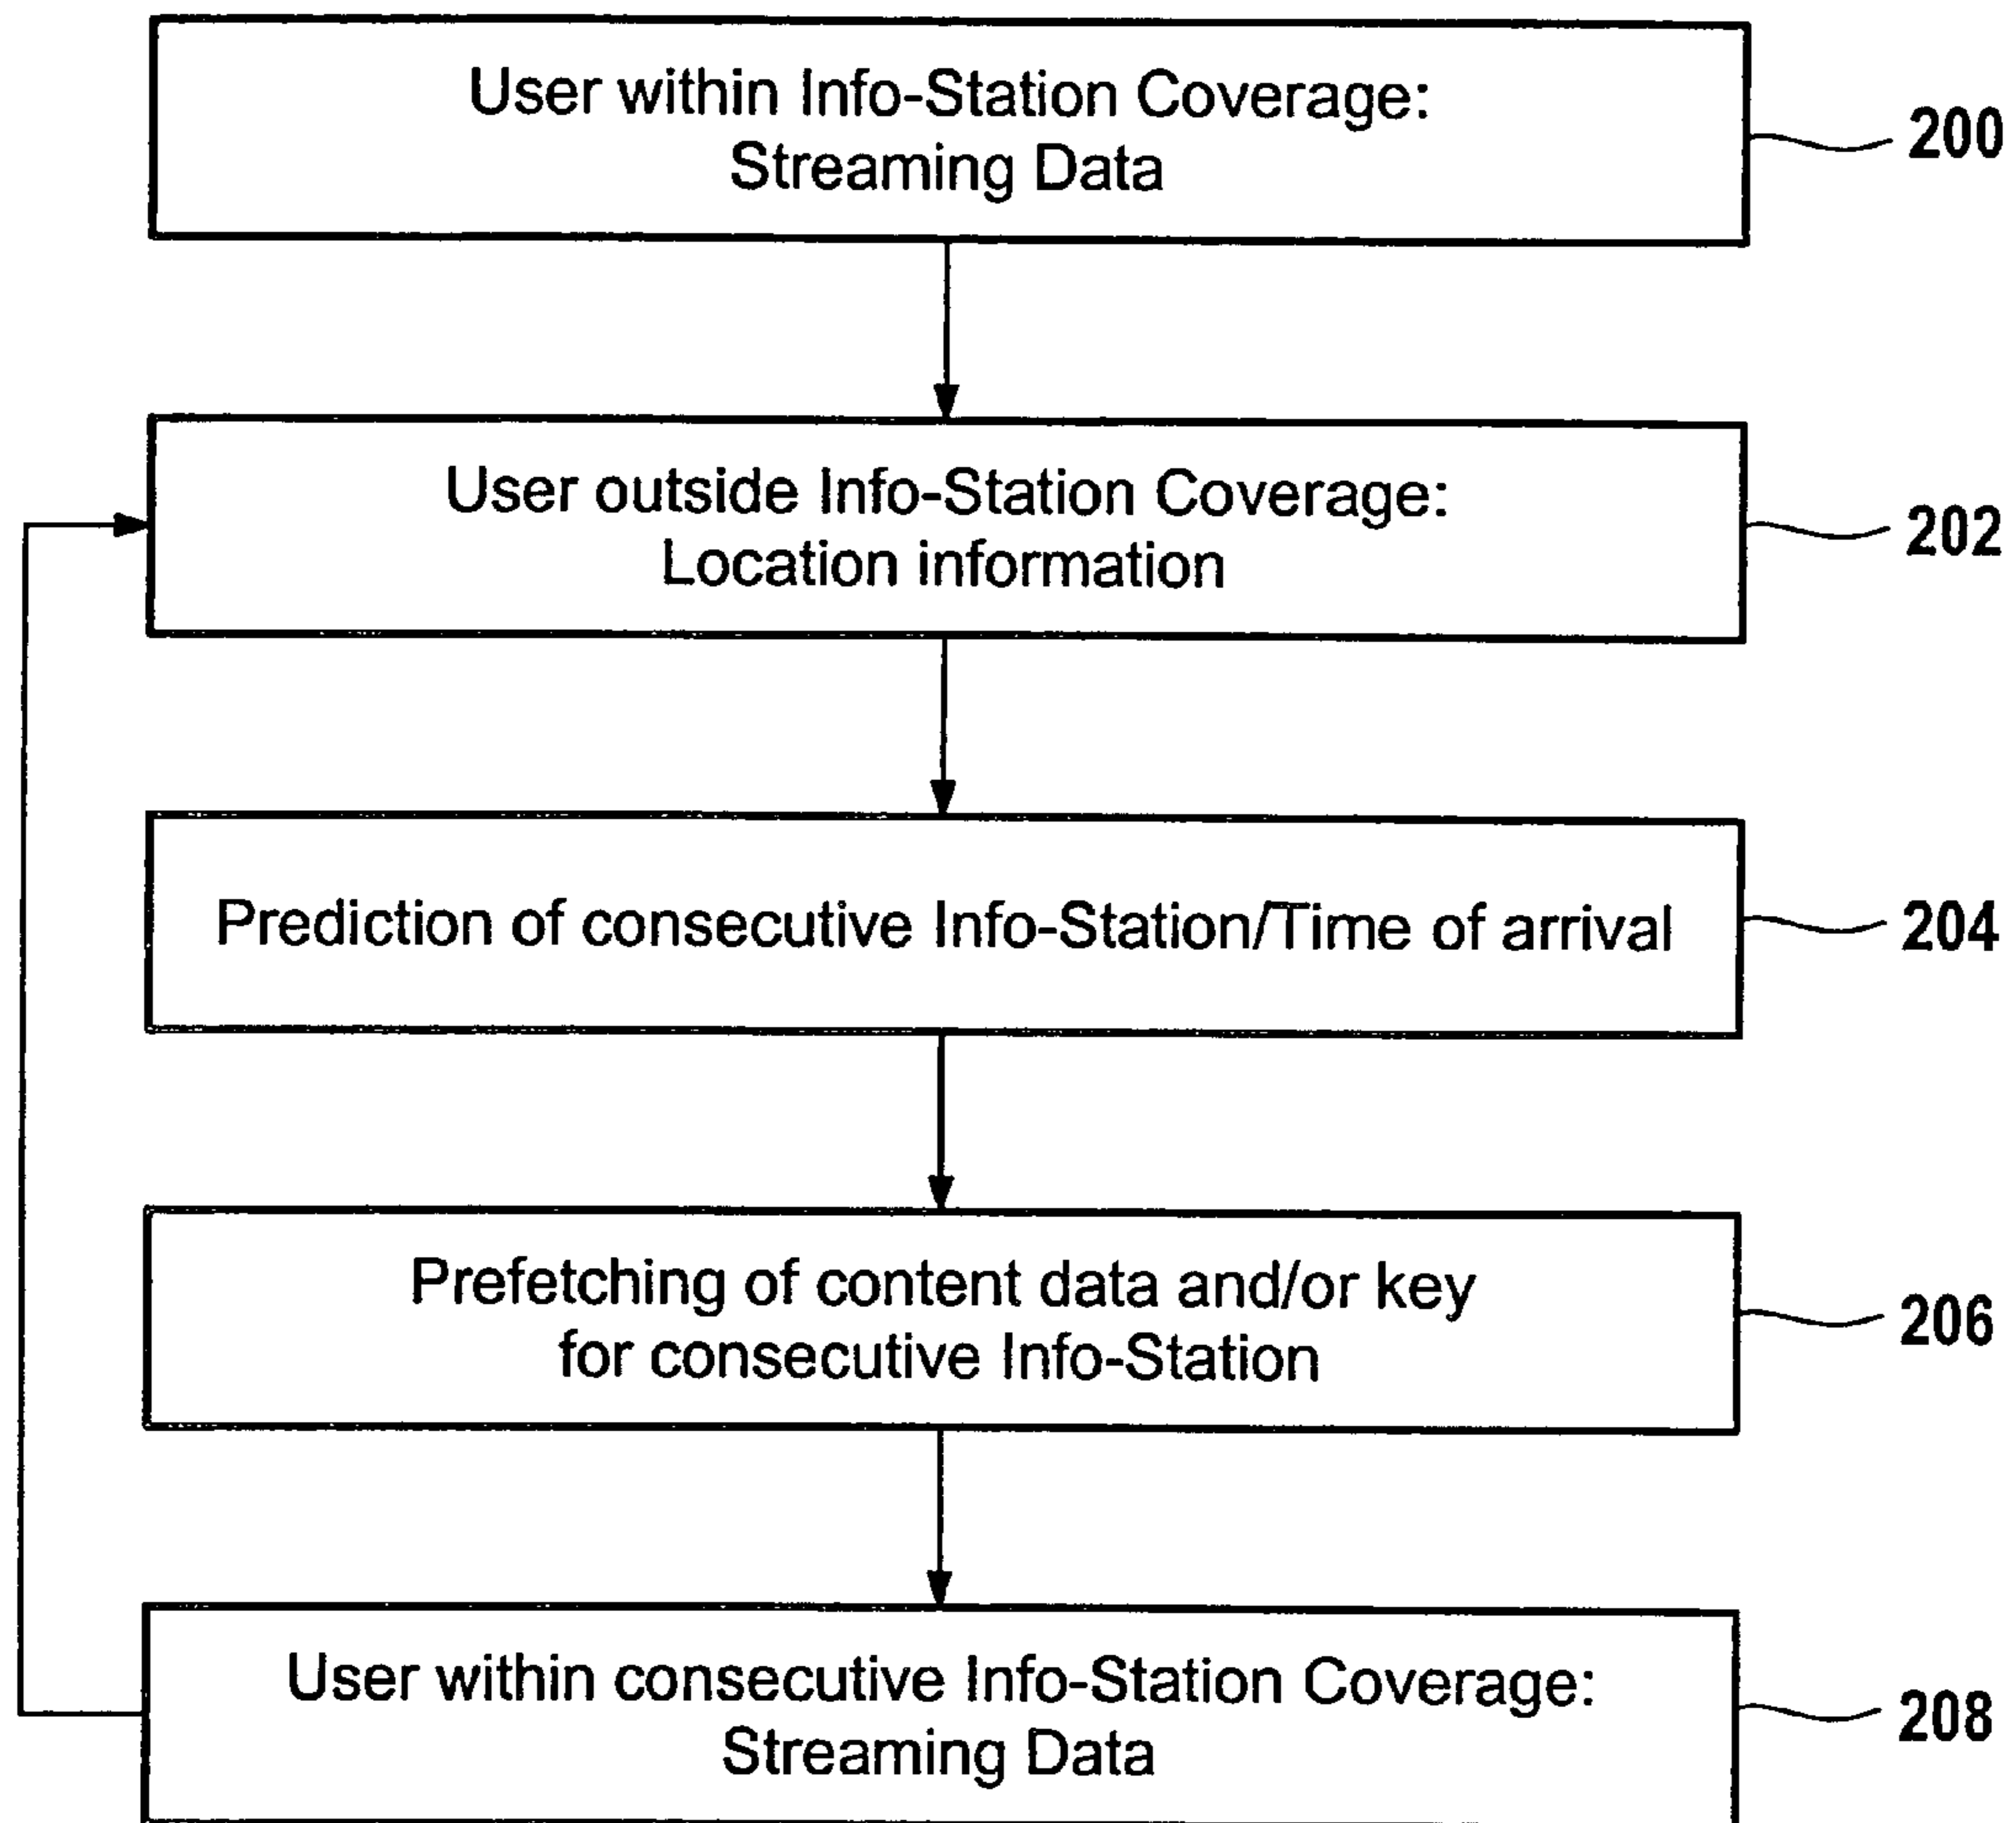 User within Info-Station Coverage:
Streaming Data
200
User outside Info-Station Coverage:
Location information
202
Prediction of consecutive Info-Station/Time of arrival
204
Prefetching of content data and/or key
for consecutive Info-Station
206
User within consecutive Info-Station Coverage:
Streaming Data
208